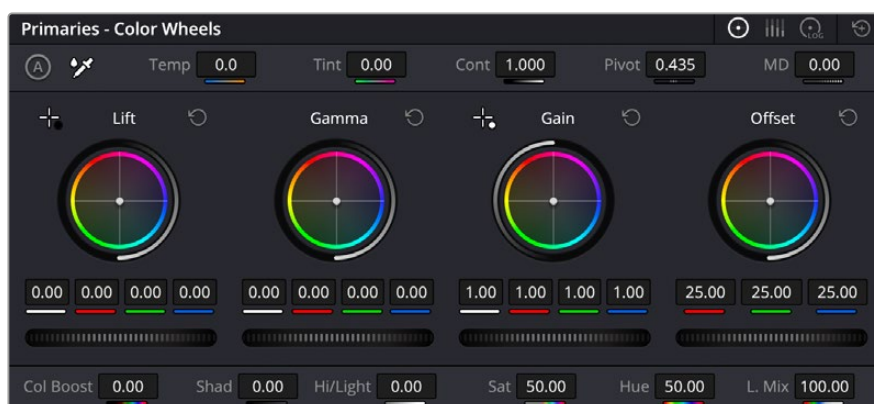 Primaries - Color Wheels LOG
A Temp 0.0 Tint 0.00 Cont 1.000 Pivot 0.435 MD 0.00
Lift Gamma Gain Offset
0.00 0.00 0.00 0.00 0.00 0.00 0.00 0.00 1.00 1.00 1.00 1.00 25.00 25.00 25.00
Col Boost 0.00 Shad 0.00 Hi/Light 0.00 Sat 50.00 Hue 50.00 L. Mix 100.00